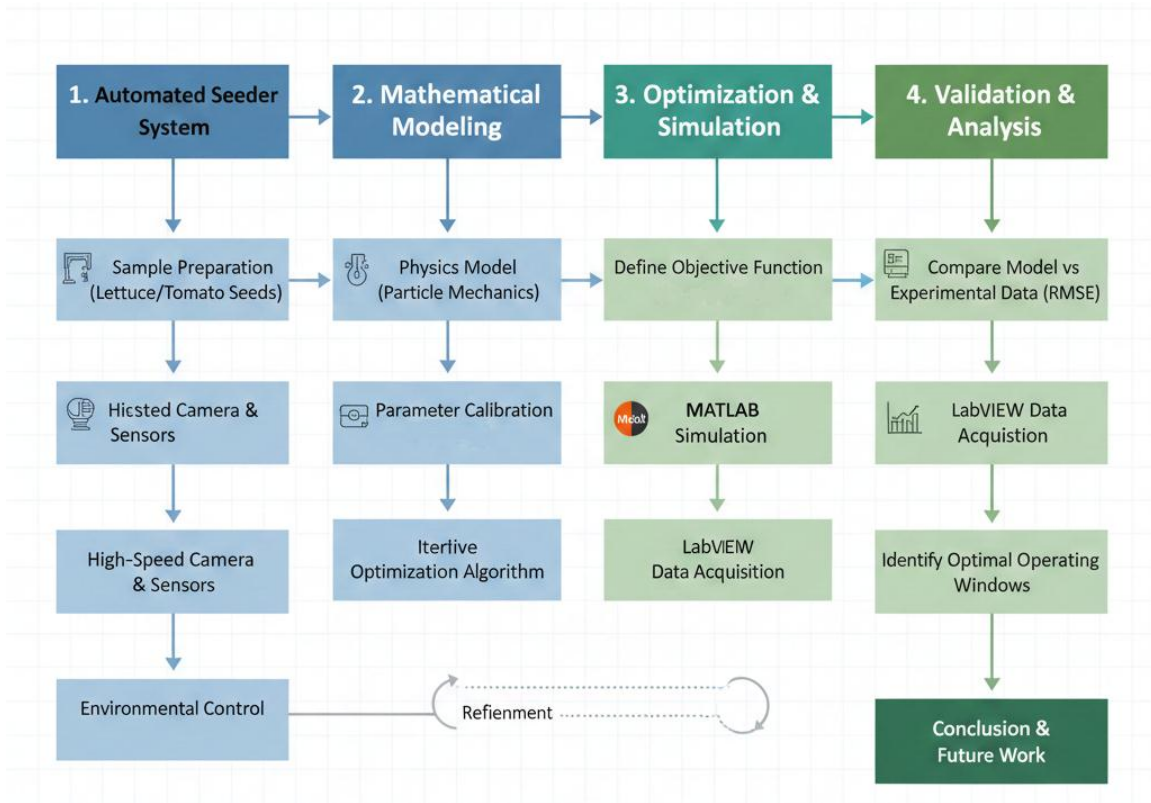 1. Automated Seeder
System
2. Mathematical
Modeling
3. Optimization &
Simulation
4. Validation &
Analysis
Sample Preparation
(Lettuce/Tomato Seeds)
Physics Model
(Particle Mechanics)
Define Objective Function
Compare Model vs
Experimental Data (RMSE)
Hicsted Camera &
Sensors
Parameter Calibration
MATLAB
Simulation
LabVIEW Data
Acquistion
High-Speed Camera
& Sensors
Itertive
Optimization Algorithm
LabVIEW
Data Acquisition
Identify Optimal Operating
Windows
Environmental Control
Refienment
Conclusion &
Future Work